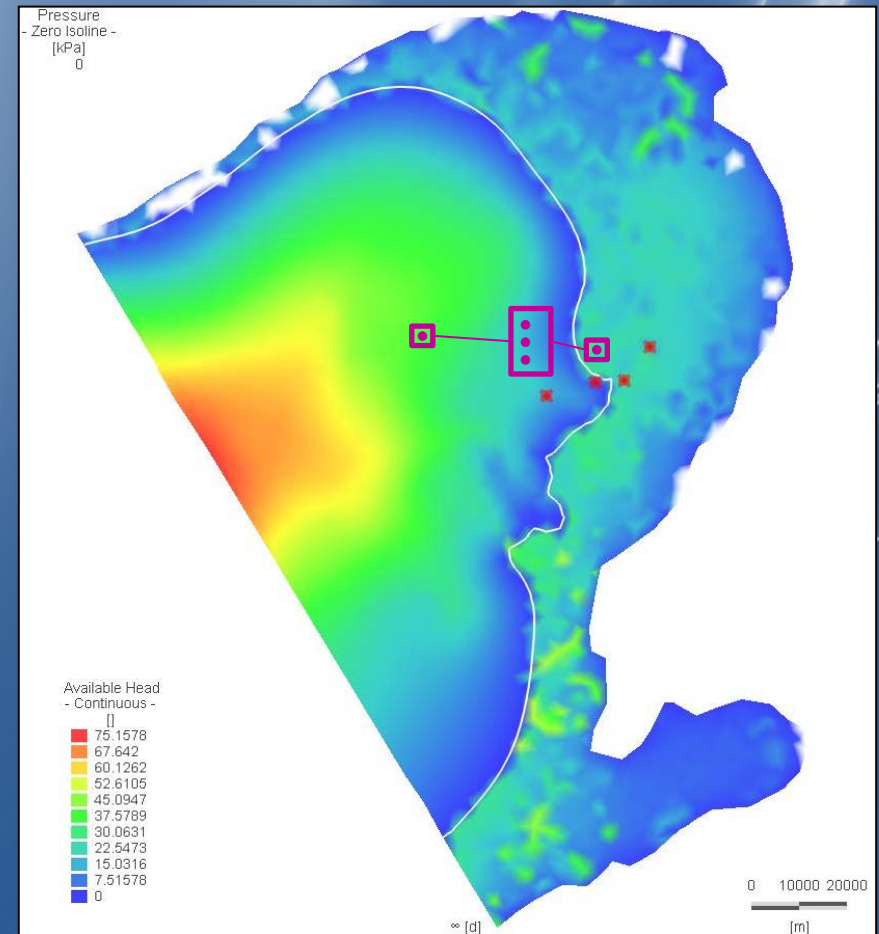 Pressure
- Zero Isoline -
[kPa]
0
Available Head
- Continuous -
[]
75.1578
67.642
60.1262
52.6105
45.0947
37.5789
30.0631
22.5473
15.0316
7.51578
0
0 10000 20000
∞ [d] [m]